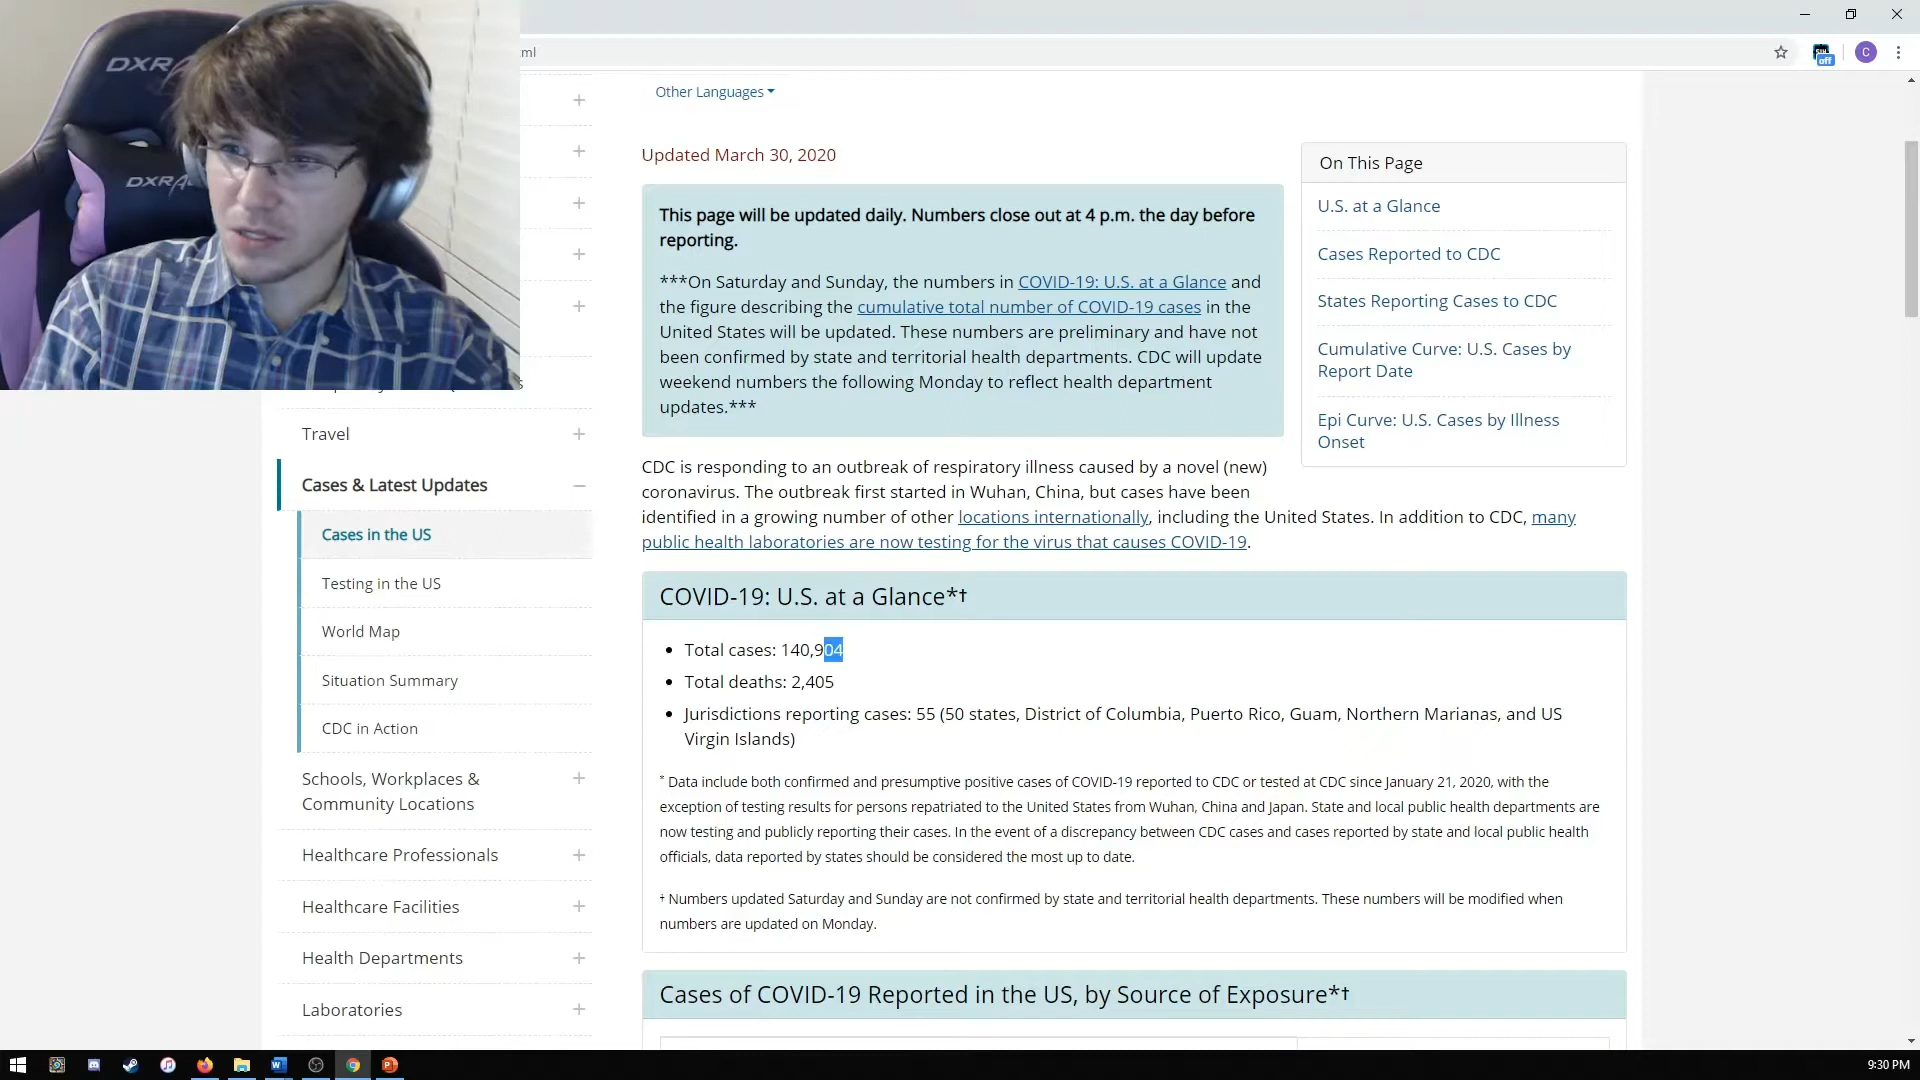 DXRA
DXRA
ml
off
C
Other Languages
Updated March 30, 2020
This page will be updated daily. Numbers close out at 4 p.m. the day before
reporting.
***On Saturday and Sunday, the numbers in COVID-19: U.S. at a Glance and
the figure describing the cumulative total number of COVID-19 cases in the
United States will be updated. These numbers are preliminary and have not
been confirmed by state and territorial health departments. CDC will update
weekend numbers the following Monday to reflect health department
updates.***
On This Page
U.S. at a Glance
Cases Reported to CDC
States Reporting Cases to CDC
Cumulative Curve: U.S. Cases by
Report Date
Epi Curve: U.S. Cases by Illness
Onset
CDC is responding to an outbreak of respiratory illness caused by a novel (new)
coronavirus. The outbreak first started in Wuhan, China, but cases have been
identified in a growing number of other locations internationally, including the United States. In addition to CDC, many
public health laboratories are now testing for the virus that causes COVID-19.
COVID-19: U.S. at a Glance*†
• Total cases: 140,904
• Total deaths: 2,405
• Jurisdictions reporting cases: 55 (50 states, District of Columbia, Puerto Rico, Guam, Northern Marianas, and US
Virgin Islands)
* Data include both confirmed and presumptive positive cases of COVID-19 reported to CDC or tested at CDC since January 21, 2020, with the
exception of testing results for persons repatriated to the United States from Wuhan, China and Japan. State and local public health departments are
now testing and publicly reporting their cases. In the event of a discrepancy between CDC cases and cases reported by state and local public health
officials, data reported by states should be considered the most up to date.
† Numbers updated Saturday and Sunday are not confirmed by state and territorial health departments. These numbers will be modified when
numbers are updated on Monday.
Cases of COVID-19 Reported in the US, by Source of Exposure*†
Travel
Cases & Latest Updates
Cases in the US
Testing in the US
World Map
Situation Summary
CDC in Action
Schools, Workplaces &
Community Locations
Healthcare Professionals
Healthcare Facilities
Health Departments
Laboratories
9:30 PM